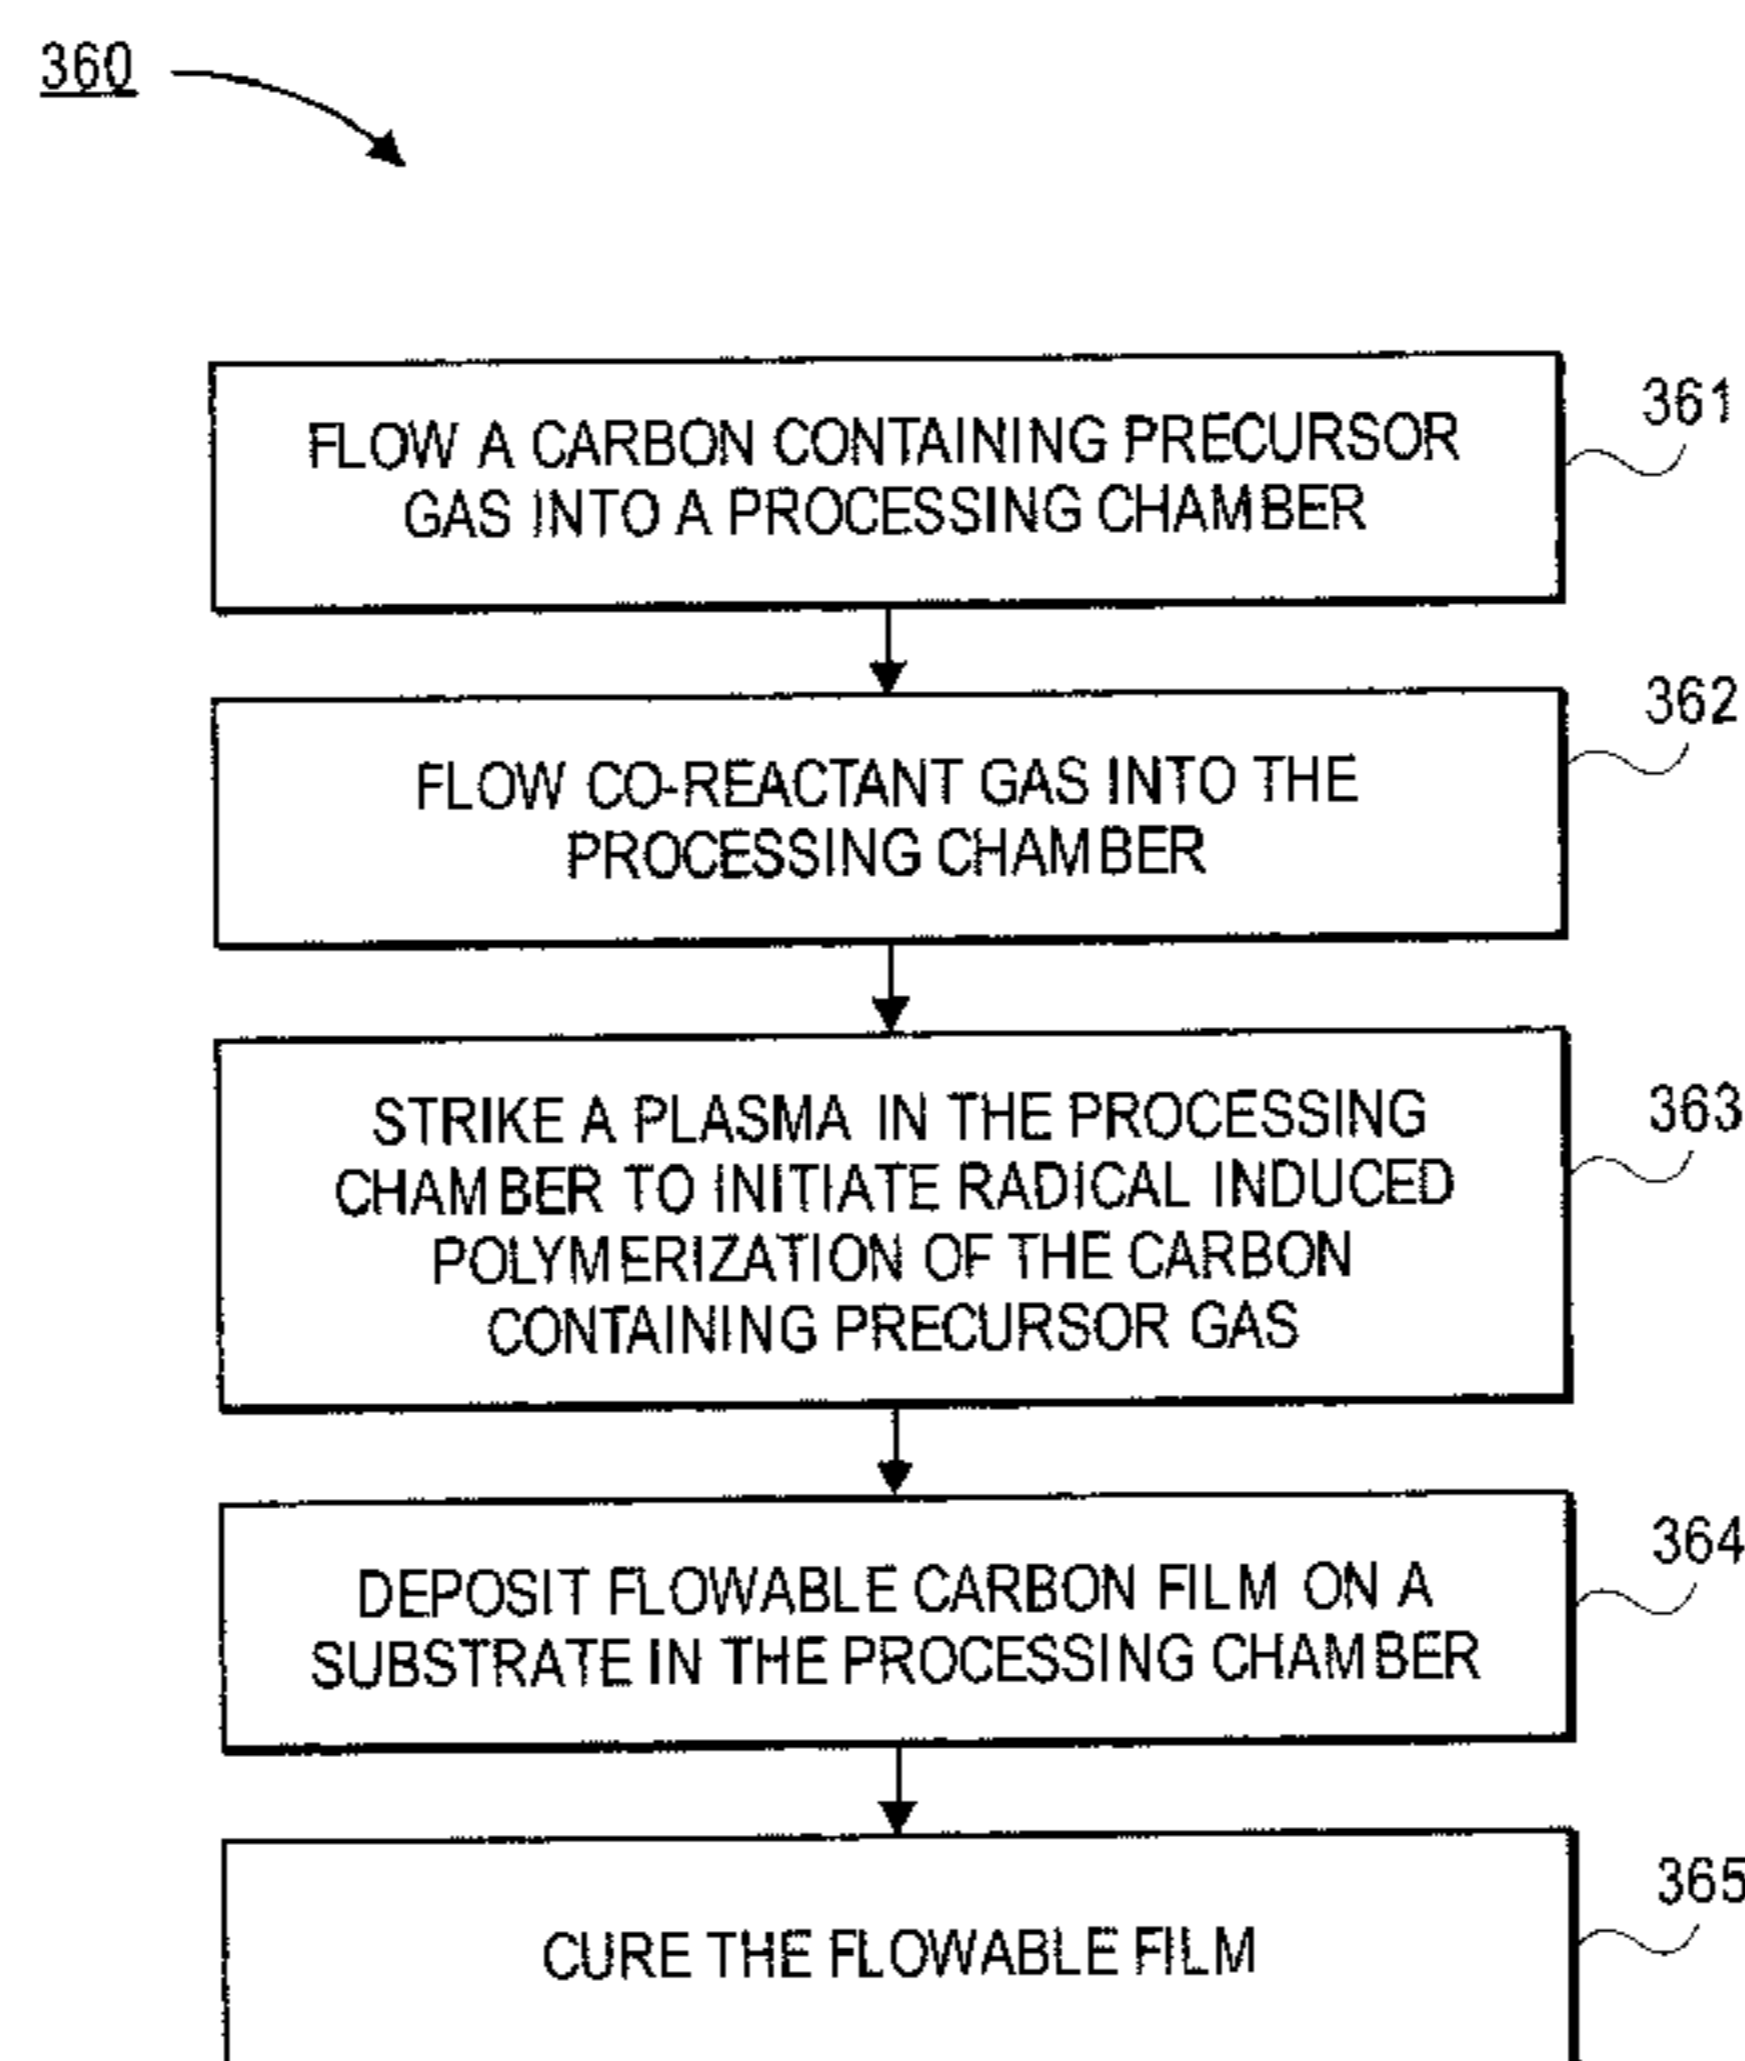 360
FLOW A CARBON CONTAINING PRECURSOR
GAS INTO A PROCESSING CHAMBER
361
FLOW CO-REACTANT GAS INTO THE
PROCESSING CHAMBER
362
STRIKE A PLASMA IN THE PROCESSING
CHAMBER TO INITIATE RADICAL INDUCED
POLYMERIZATION OF THE CARBON
CONTAINING PRECURSOR GAS
363
DEPOSIT FLOWABLE CARBON FILM ON A
SUBSTRATE IN THE PROCESSING CHAMBER
364
CURE THE FLOWABLE FILM
365